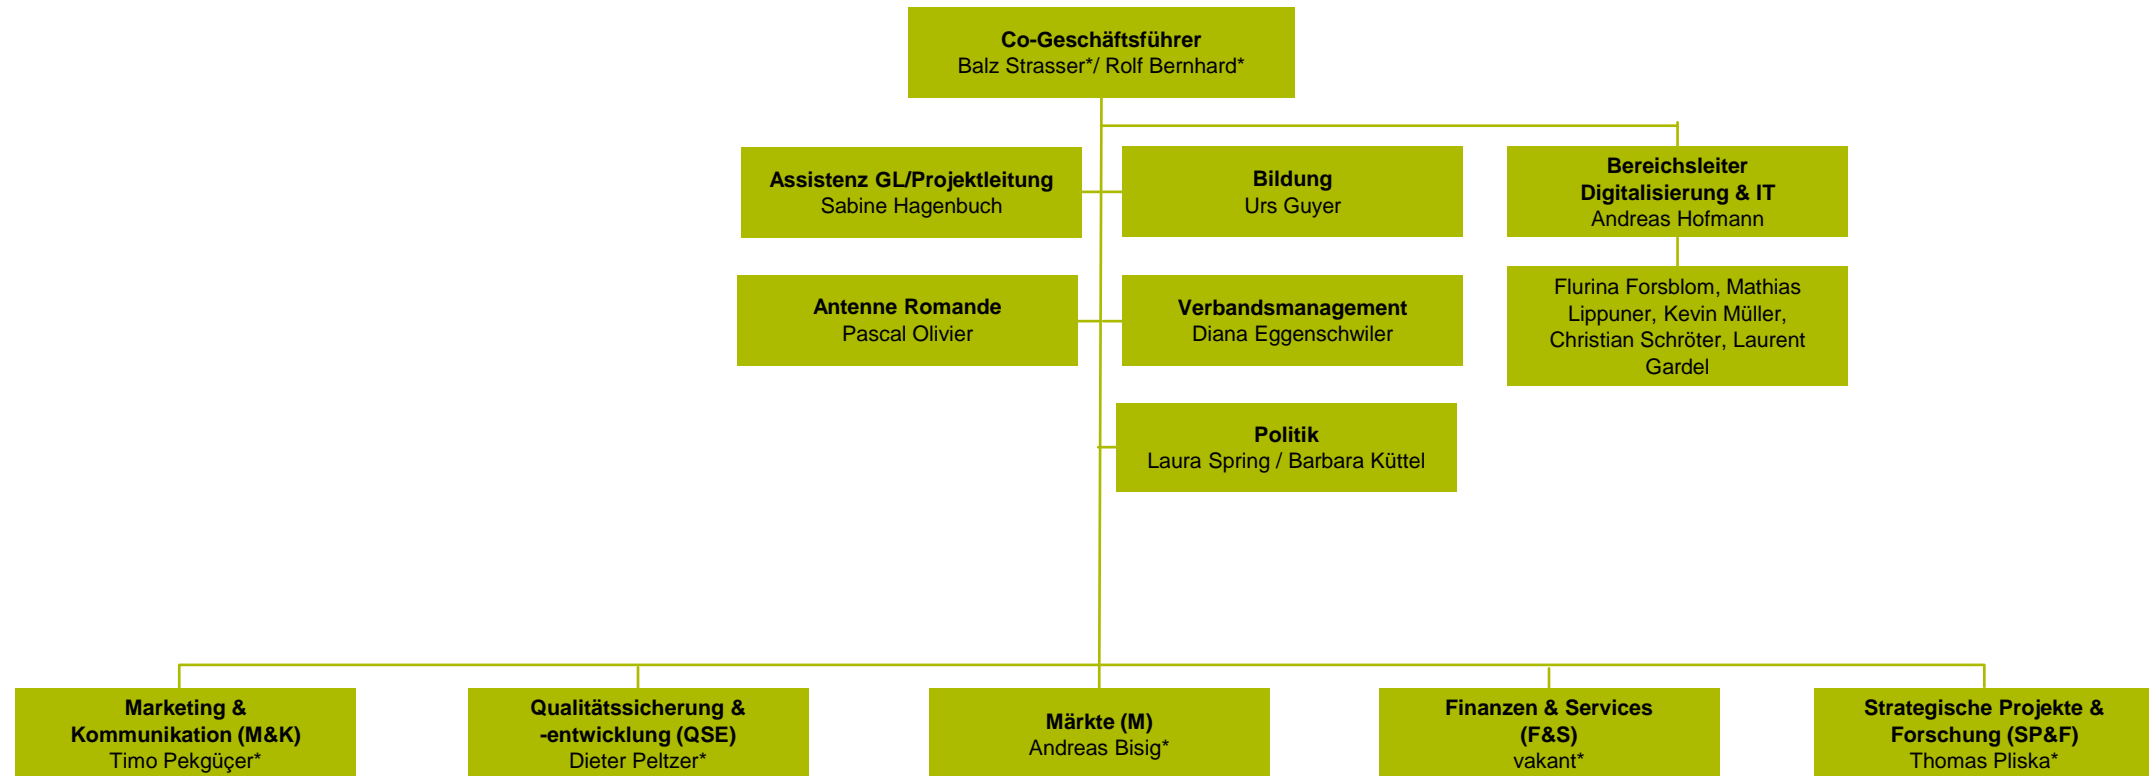 Co-Geschäftsführer
Balz Strasser*/ Rolf Bernhard*
Assistenz GL/Projektleitung
Sabine Hagenbuch
Bildung
Urs Guyer
Bereichsleiter
Digitalisierung & IT
Andreas Hofmann
Antenne Romande
Pascal Olivier
Verbandsmanagement
Diana Eggenschwiler
Flurina Forsblom, Mathias
Lippuner, Kevin Müller,
Christian Schröter, Laurent
Gardel
Politik
Laura Spring / Barbara Küttel
Marketing &
Kommunikation (M&K)
Timo Pekgüçer*
Qualitätssicherung &
-entwicklung (QSE)
Dieter Peltzer*
Märkte (M)
Andreas Bisig*
Finanzen & Services
(F&S)
vakant*
Strategische Projekte &
Forschung (SP&F)
Thomas Pliska*